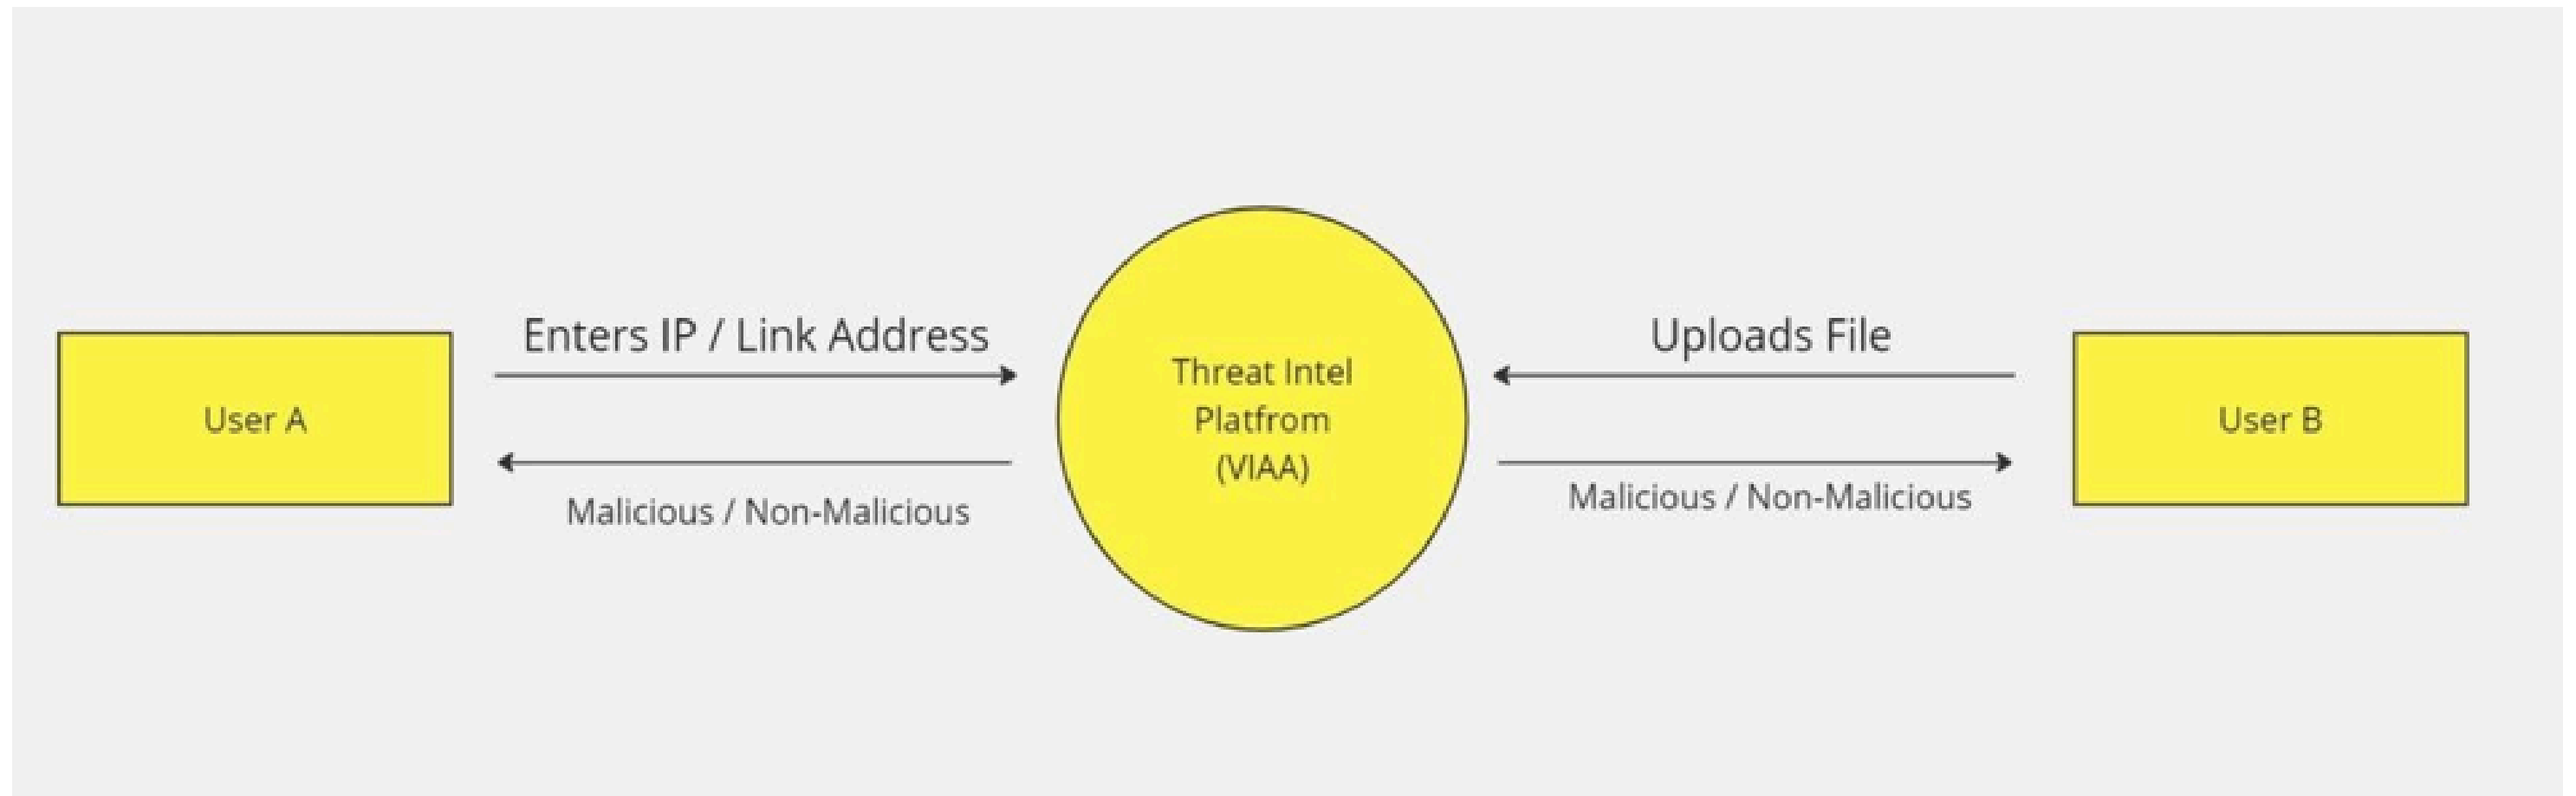 Enters IP / Link Address
Uploads File
User A
Threat Intel
Platfrom
(VIAA)
User B
Malicious / Non-Malicious
Malicious / Non-Malicious